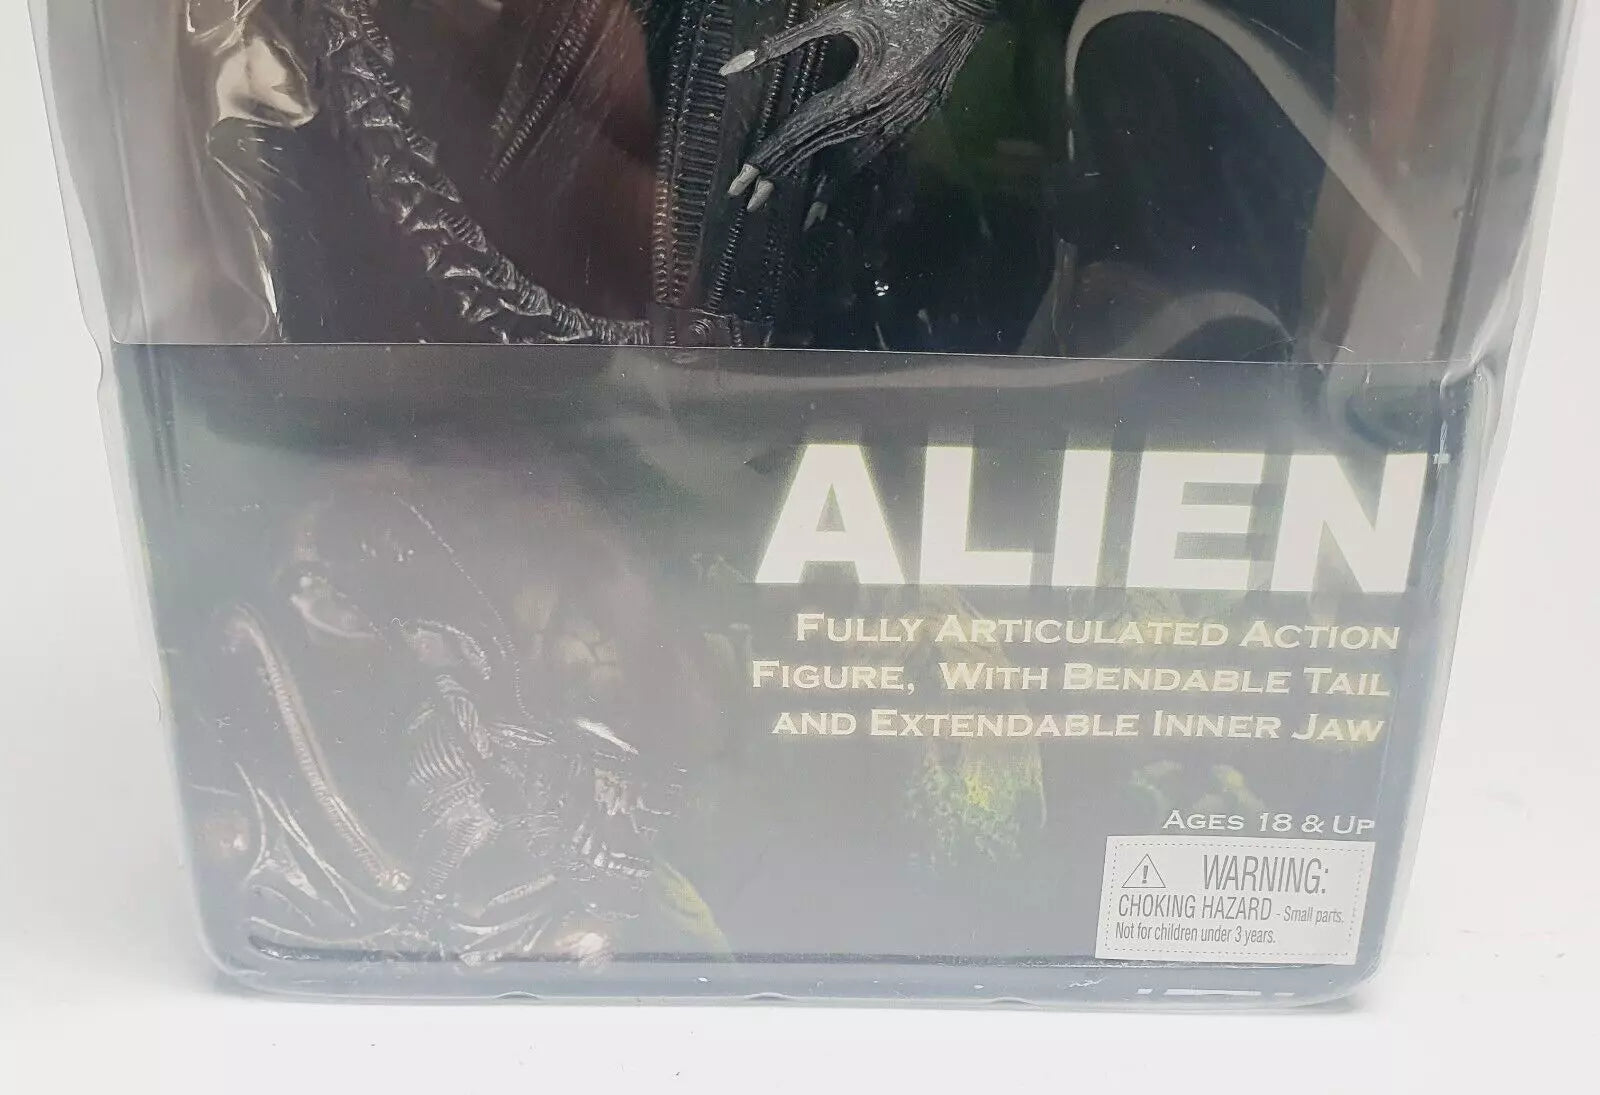 ALIEN
FULLY ARTICULATED ACTION
FIGURE, WITH BENDABLE TAIL
AND EXTENDABLE INNER JAW
AGES 18 & UP
WARNING:
CHOKING HAZARD - Small parts.
Not for children under 3 years.